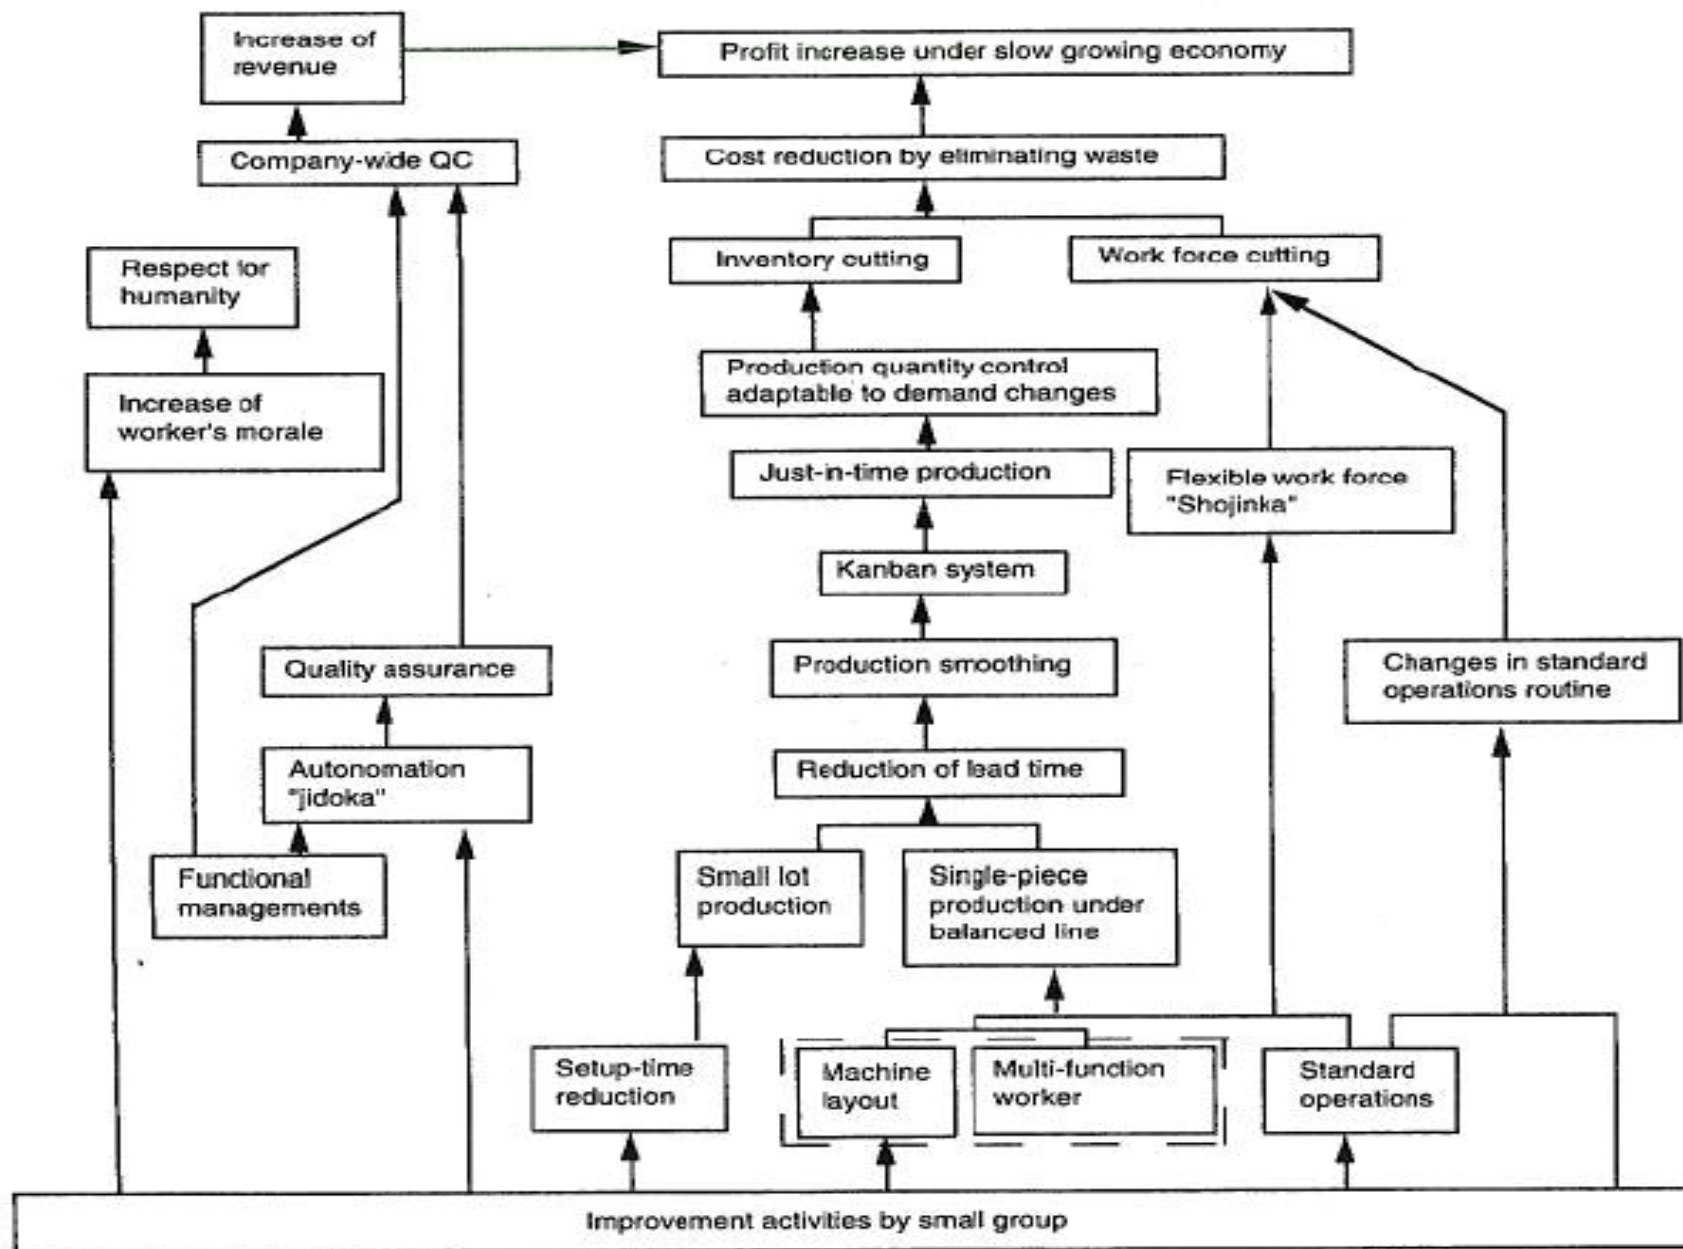 Increase of
revenue
Profit increase under slow growing economy
Company-wide QC
Cost reduction by eliminating waste
Respect for
humanity
Inventory cutting
Work force cutting
Increase of
worker's morale
Production quantity control
adaptable to demand changes
Just-in-time production
Flexible work force
"Shojinka"
Kanban system
Quality assurance
Production smoothing
Changes in standard
operations routine
Autonomation
"jidoka"
Reduction of lead time
Functional
managements
Small lot
production
Single-piece
production under
balanced line
Setup-time
reduction
Machine
layout
Multi-function
worker
Standard
operations
Improvement activities by small group